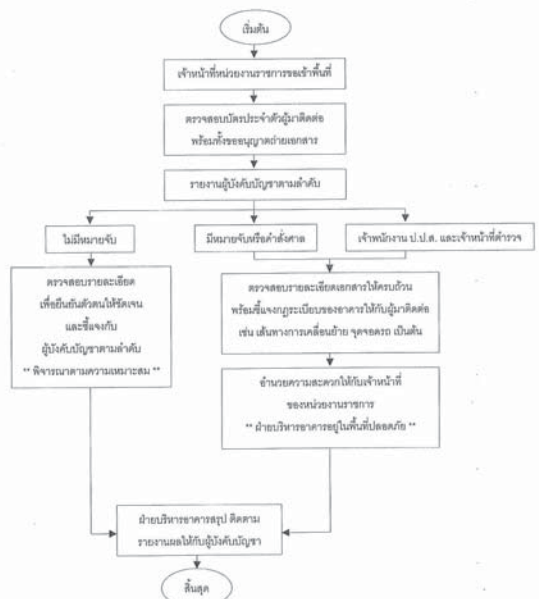 เริ่มต้น
เจ้าหน้าที่หน่วยงานราชการขอเข้าพื้นที่
ตรวจสอบบัตรประจำตัวผู้มาติดต่อ
พร้อมทั้งขออนุญาตถ่ายเอกสาร
รายงานผู้บังคับบัญชาตามลำดับ
ไม่มีหมายจับ
มีหมายจับหรือคำสั่งศาล
เจ้าพนักงาน ป.ป.ส. และเจ้าหน้าที่ตำรวจ
ตรวจสอบรายละเอียด
เพื่อยืนยันตัวตนให้ชัดเจน
และชี้แจงกับ
ผู้บังคับบัญชาตามลำดับ
** พิจารณาตามความเหมาะสม **
ตรวจสอบรายละเอียดเอกสารให้ครบถ้วน
พร้อมชี้แจงกฎระเบียบของอาคารให้กับผู้มาติดต่อ
เช่น เส้นทางการเคลื่อนย้าย จุดจอดรถ เป็นต้น
อำนวยความสะดวกให้กับเจ้าหน้าที่
ของหน่วยงานราชการ
** ฝ่ายบริหารอาคารอยู่ในพื้นที่ปลอดภัย **
ฝ่ายบริหารอาคารสรุป ติดตาม
รายงานผลให้กับผู้บังคับบัญชา
สิ้นสุด